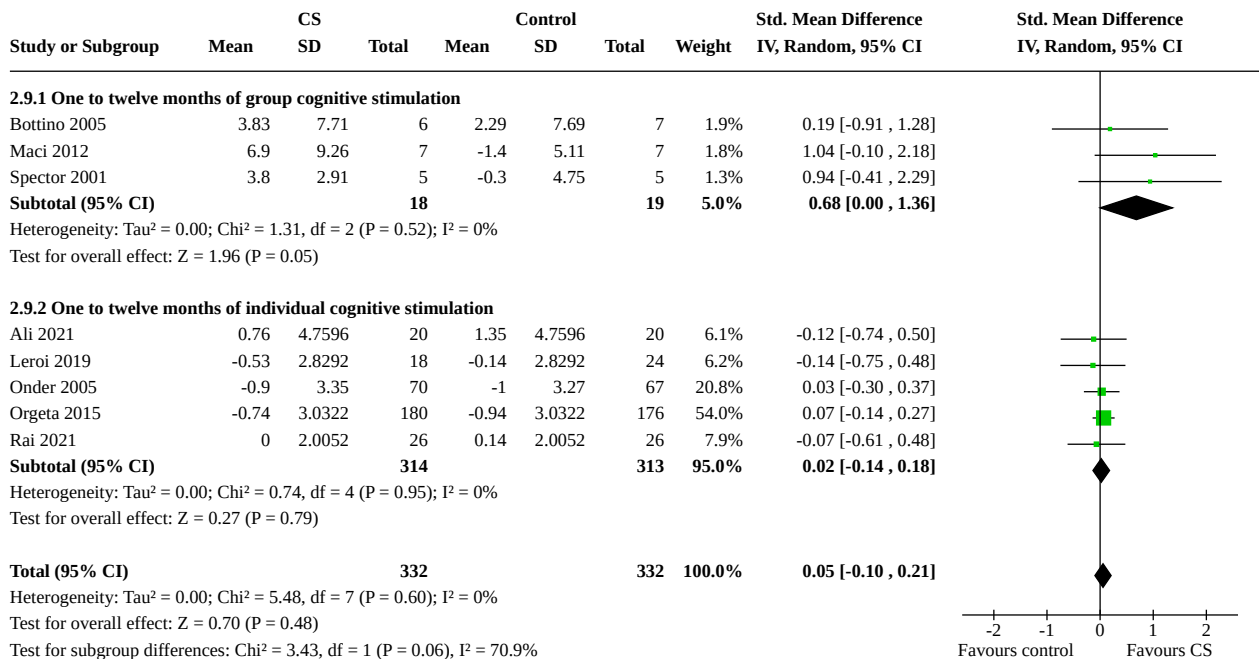 CS Control Std. Mean Difference Std. Mean Difference
Study or Subgroup Mean SD Total Mean SD Total Weight IV, Random, 95% CI IV, Random, 95% CI
2.9.1 One to twelve months of group cognitive stimulation
Bottino 2005 3.83 7.71 6 2.29 7.69 7 1.9% 0.19 [-0.91 , 1.28]
Maci 2012 6.9 9.26 7 -1.4 5.11 7 1.8% 1.04 [-0.10 , 2.18]
Spector 2001 3.8 2.91 5 -0.3 4.75 5 1.3% 0.94 [-0.41 , 2.29]
Subtotal (95% CI) 18 19 5.0% 0.68 [0.00 , 1.36]
Heterogeneity: Tau² = 0.00; Chi² = 1.31, df = 2 (P = 0.52); I² = 0%
Test for overall effect: Z = 1.96 (P = 0.05)
2.9.2 One to twelve months of individual cognitive stimulation
Ali 2021 0.76 4.7596 20 1.35 4.7596 20 6.1% -0.12 [-0.74 , 0.50]
Leroi 2019 -0.53 2.8292 18 -0.14 2.8292 24 6.2% -0.14 [-0.75 , 0.48]
Onder 2005 -0.9 3.35 70 -1 3.27 67 20.8% 0.03 [-0.30 , 0.37]
Orgeta 2015 -0.74 3.0322 180 -0.94 3.0322 176 54.0% 0.07 [-0.14 , 0.27]
Rai 2021 0 2.0052 26 0.14 2.0052 26 7.9% -0.07 [-0.61 , 0.48]
Subtotal (95% CI) 314 313 95.0% 0.02 [-0.14 , 0.18]
Heterogeneity: Tau² = 0.00; Chi² = 0.74, df = 4 (P = 0.95); I² = 0%
Test for overall effect: Z = 0.27 (P = 0.79)
Total (95% CI) 332 332 100.0% 0.05 [-0.10 , 0.21]
Heterogeneity: Tau² = 0.00; Chi² = 5.48, df = 7 (P = 0.60); I² = 0%
Test for overall effect: Z = 0.70 (P = 0.48)
-2 -1 0 1 2
Test for subgroup differences: Chi² = 3.43, df = 1 (P = 0.06), I² = 70.9%
Favours control Favours CS